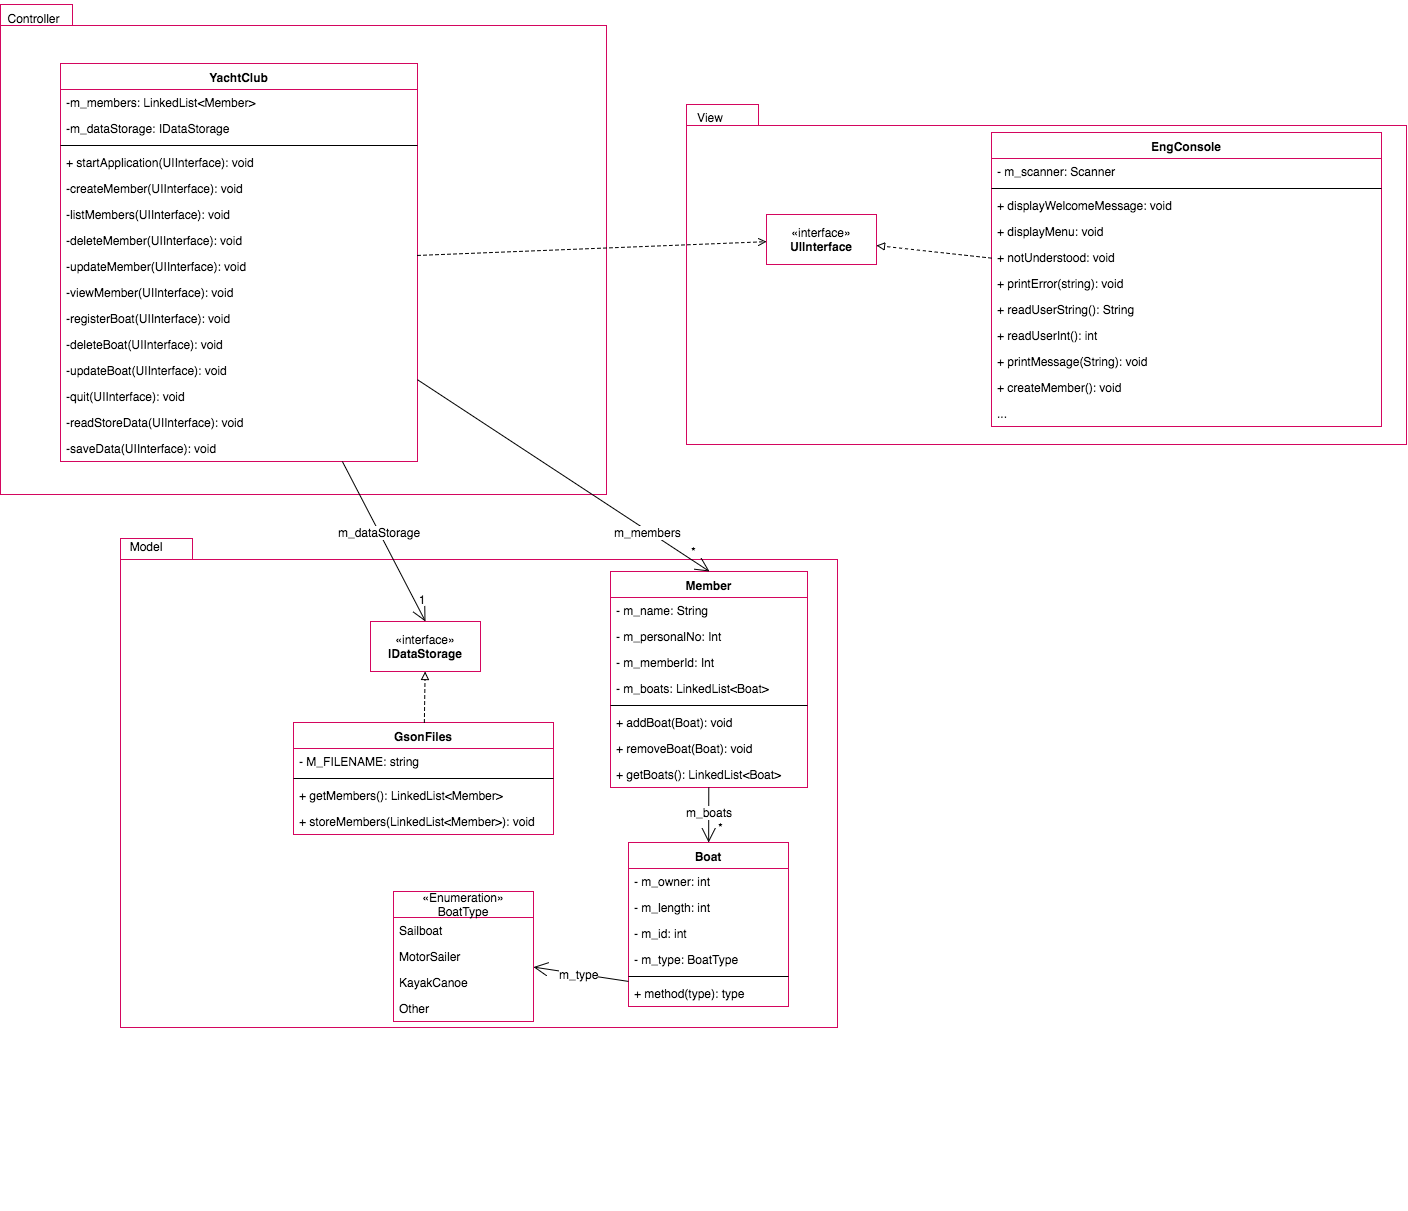 Controller
YachtClub
-m_members: LinkedList<Member>
-m_dataStorage: IDataStorage
+ startApplication(UIInterface): void
-createMember(UIInterface): void
-listMembers(UIInterface): void
-deleteMember(UIInterface): void
-updateMember(UIInterface): void
-viewMember(UIInterface): void
-registerBoat(UIInterface): void
-deleteBoat(UIInterface): void
-updateBoat(UIInterface): void
-quit(UIInterface): void
-readStoreData(UIInterface): void
-saveData(UIInterface): void
View
«interface»
UIInterface
EngConsole
- m_scanner: Scanner
+ displayWelcomeMessage: void
+ displayMenu: void
+ notUnderstood: void
+ printError(string): void
+ readUserString(): String
+ readUserInt(): int
+ printMessage(String): void
+ createMember(): void
...
m_dataStorage
1
m_members
*
Model
«interface»
IDataStorage
GsonFiles
- M_FILENAME: string
+ getMembers(): LinkedList<Member>
+ storeMembers(LinkedList<Member>): void
Member
- m_name: String
- m_personalNo: Int
- m_memberId: Int
- m_boats: LinkedList<Boat>
+ addBoat(Boat): void
+ removeBoat(Boat): void
+ getBoats(): LinkedList<Boat>
m_boats
*
Boat
- m_owner: int
- m_length: int
- m_id: int
- m_type: BoatType
+ method(type): type
m_type
«Enumeration»
BoatType
Sailboat
MotorSailer
KayakCanoe
Other